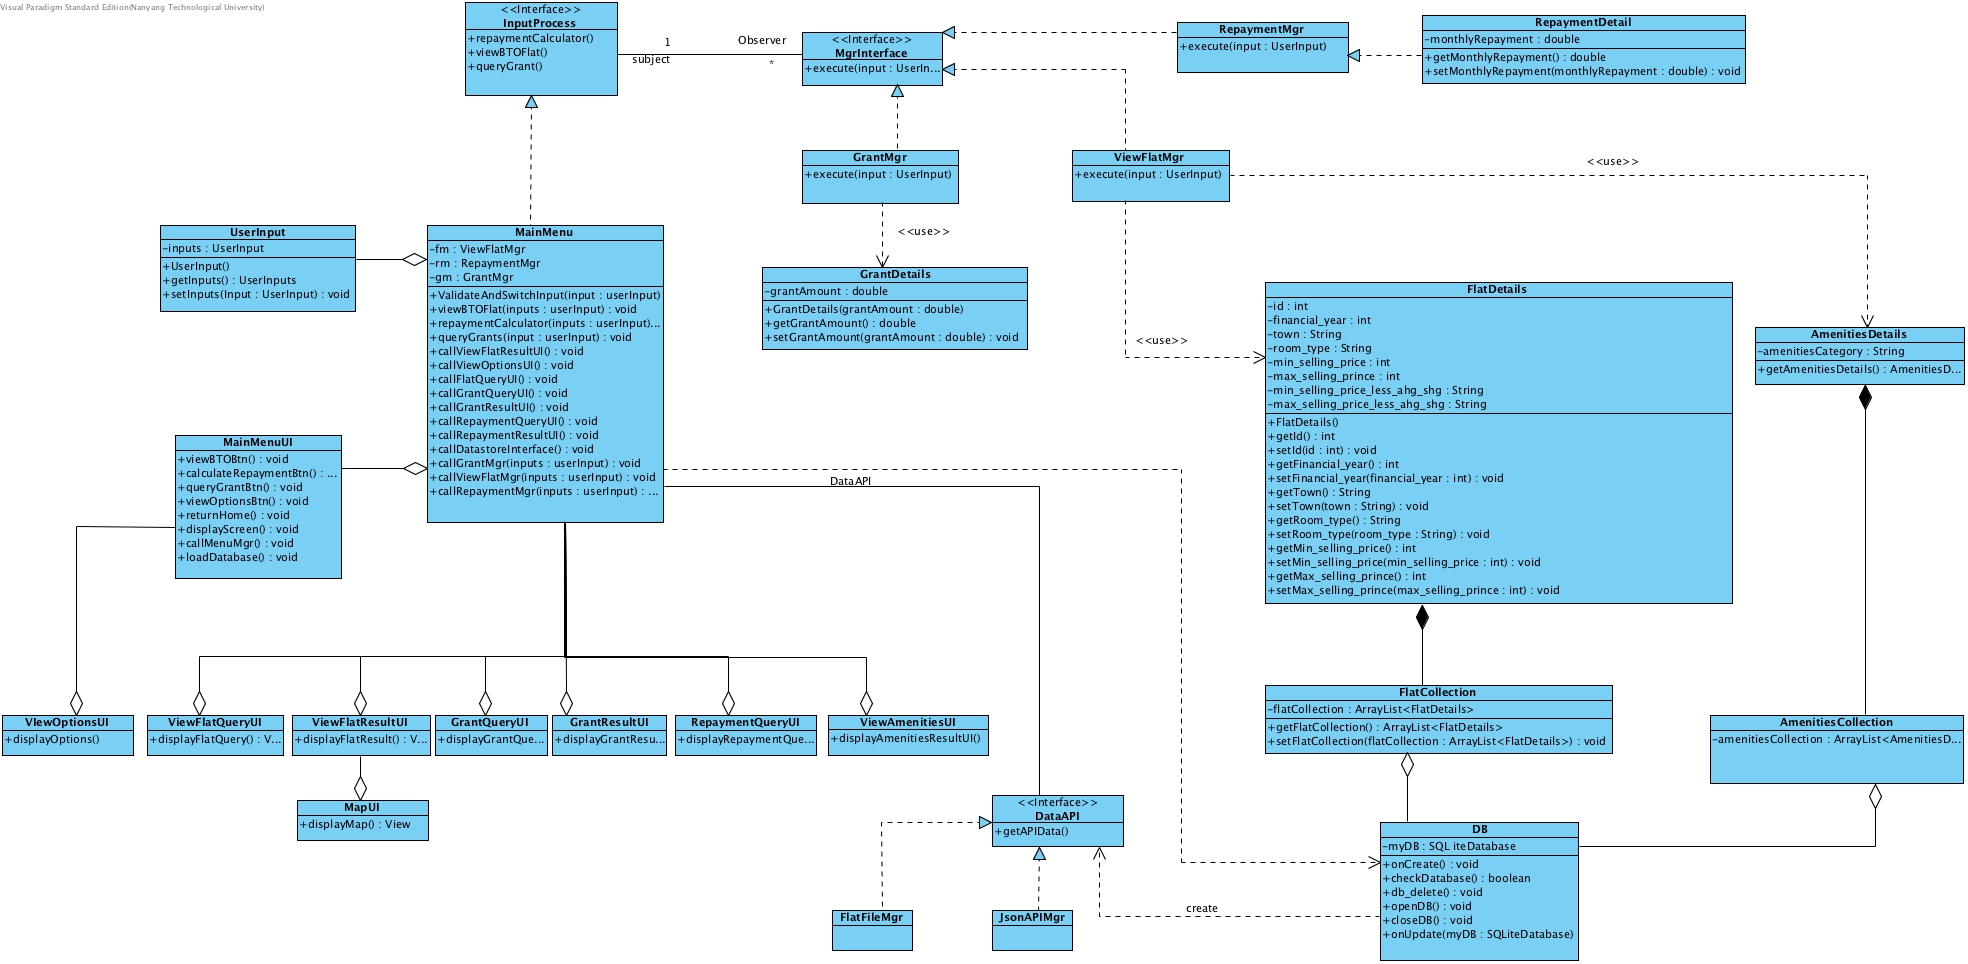 Visual Paradigm Standard Edition(Nanyang Technological University)
<<Interface>>
InputProcess
+repaymentCalculator()
+viewBTOFlat()
+queryGrant()
1
subject
Observer
*
<<Interface>>
MgrInterface
+execute(input : UserIn...
RepaymentMgr
+execute(input : UserInput)
RepaymentDetail
-monthlyRepayment : double
+getMonthlyRepayment() : double
+setMonthlyRepayment(monthlyRepayment : double) : void
GrantMgr
+execute(input : UserInput)
ViewFlatMgr
+execute(input : UserInput)
<<use>>
<<use>>
<<use>>
UserInput
-inputs : UserInput
+UserInput()
+getInputs() : UserInputs
+setInputs(Input : UserInput) : void
MainMenu
-fm : ViewFlatMgr
-rm : RepaymentMgr
-gm : GrantMgr
+ValidateAndSwitchInput(input : userInput)
+viewBTOFlat(inputs : userInput) : void
+repaymentCalculator(inputs : userInput)...
+queryGrants(input : userInput) : void
+callViewFlatResultUI() : void
+callViewOptionsUI() : void
+callFlatQueryUI() : void
+callGrantQueryUI() : void
+callGrantResultUI() : void
+callRepaymentQueryUI() : void
+callRepaymentResultUI() : void
+callDatastoreInterface() : void
+callGrantMgr(inputs : userInput) : void
+callViewFlatMgr(inputs : userInput) : void
+callRepaymentMgr(inputs : userInput) : ...
GrantDetails
-grantAmount : double
+GrantDetails(grantAmount : double)
+getGrantAmount() : double
+setGrantAmount(grantAmount : double) : void
FlatDetails
-id : int
-financial_year : int
-town : String
-room_type : String
-min_selling_price : int
-max_selling_prince : int
-min_selling_price_less_ahg_shg : String
-max_selling_price_less_ahg_shg : String
+FlatDetails()
+getId() : int
+setId(id : int) : void
+getFinancial_year() : int
+setFinancial_year(financial_year : int) : void
+getTown() : String
+setTown(town : String) : void
+getRoom_type() : String
+setRoom_type(room_type : String) : void
+getMin_selling_price() : int
+setMin_selling_price(min_selling_price : int) : void
+getMax_selling_prince() : int
+setMax_selling_prince(max_selling_prince : int) : void
AmenitiesDetails
-amenitiesCategory : String
+getAmenitiesDetails() : AmenitiesD...
MainMenuUI
+viewBTOBtn() : void
+calculateRepaymentBtn() : ...
+queryGrantBtn() : void
+viewOptionsBtn() : void
+returnHome() : void
+displayScreen() : void
+callMenuMgr() : void
+loadDatabase() : void
DataAPI
VIewOptionsUI
+displayOptions()
ViewFlatQueryUI
+displayFlatQuery() : V...
ViewFlatResultUI
+displayFlatResult() : V...
GrantQueryUI
+displayGrantQue...
GrantResultUI
+displayGrantResu...
RepaymentQueryUI
+displayRepaymentQue...
ViewAmenitiesUI
+displayAmenitiesResultUI()
MapUI
+displayMap() : View
FlatCollection
-flatCollection : ArrayList<FlatDetails>
+getFlatCollection() : ArrayList<FlatDetails>
+setFlatCollection(flatCollection : ArrayList<FlatDetails>) : void
AmenitiesCollection
-amenitiesCollection : ArrayList<AmenitiesD...
<<Interface>>
DataAPI
+getAPIData()
FlatFileMgr
JsonAPIMgr
create
DB
-myDB : SQL iteDatabase
+onCreate() : void
+checkDatabase() : boolean
+db_delete() : void
+openDB() : void
+closeDB() : void
+onUpdate(myDB : SQLiteDatabase)